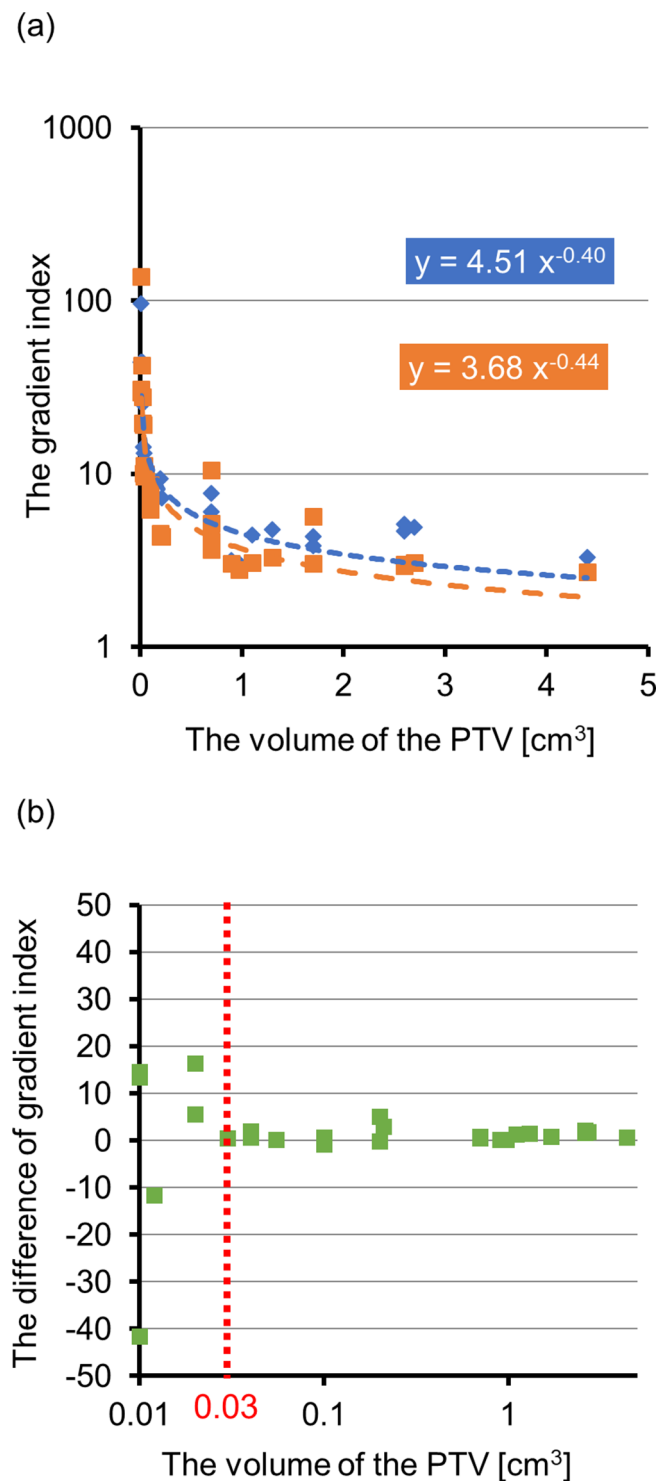 (a)
1000
100
10
1
The gradient index
y = 4.51 x⁻⁰·⁴⁰
y = 3.68 x⁻⁰·⁴⁴
0 1 2 3 4 5
The volume of the PTV [cm³]
(b)
50
40
30
20
10
0
-10
-20
-30
-40
-50
The difference of gradient index
0.01 0.03 0.1 1
The volume of the PTV [cm³]